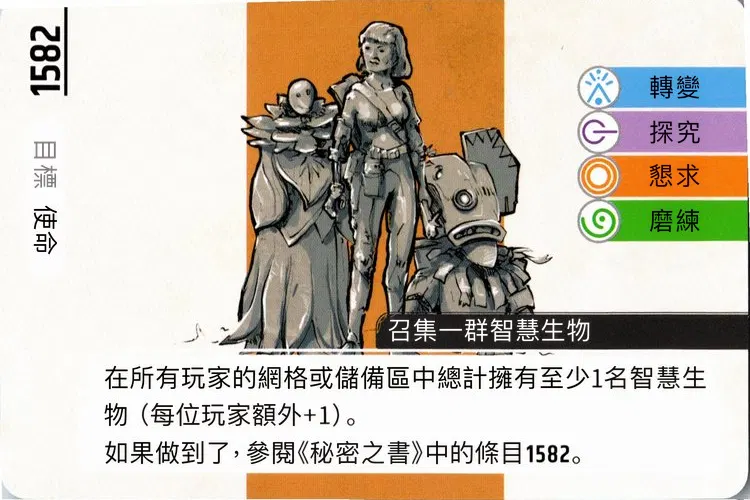 1582
目標 使命
轉變
探究
懇求
磨練
召集一群智慧生物
在所有玩家的網格或儲備區中總計擁有至少1名智慧生
物（每位玩家額外+1）。
如果做到了，參閱《秘密之書》中的條目1582。